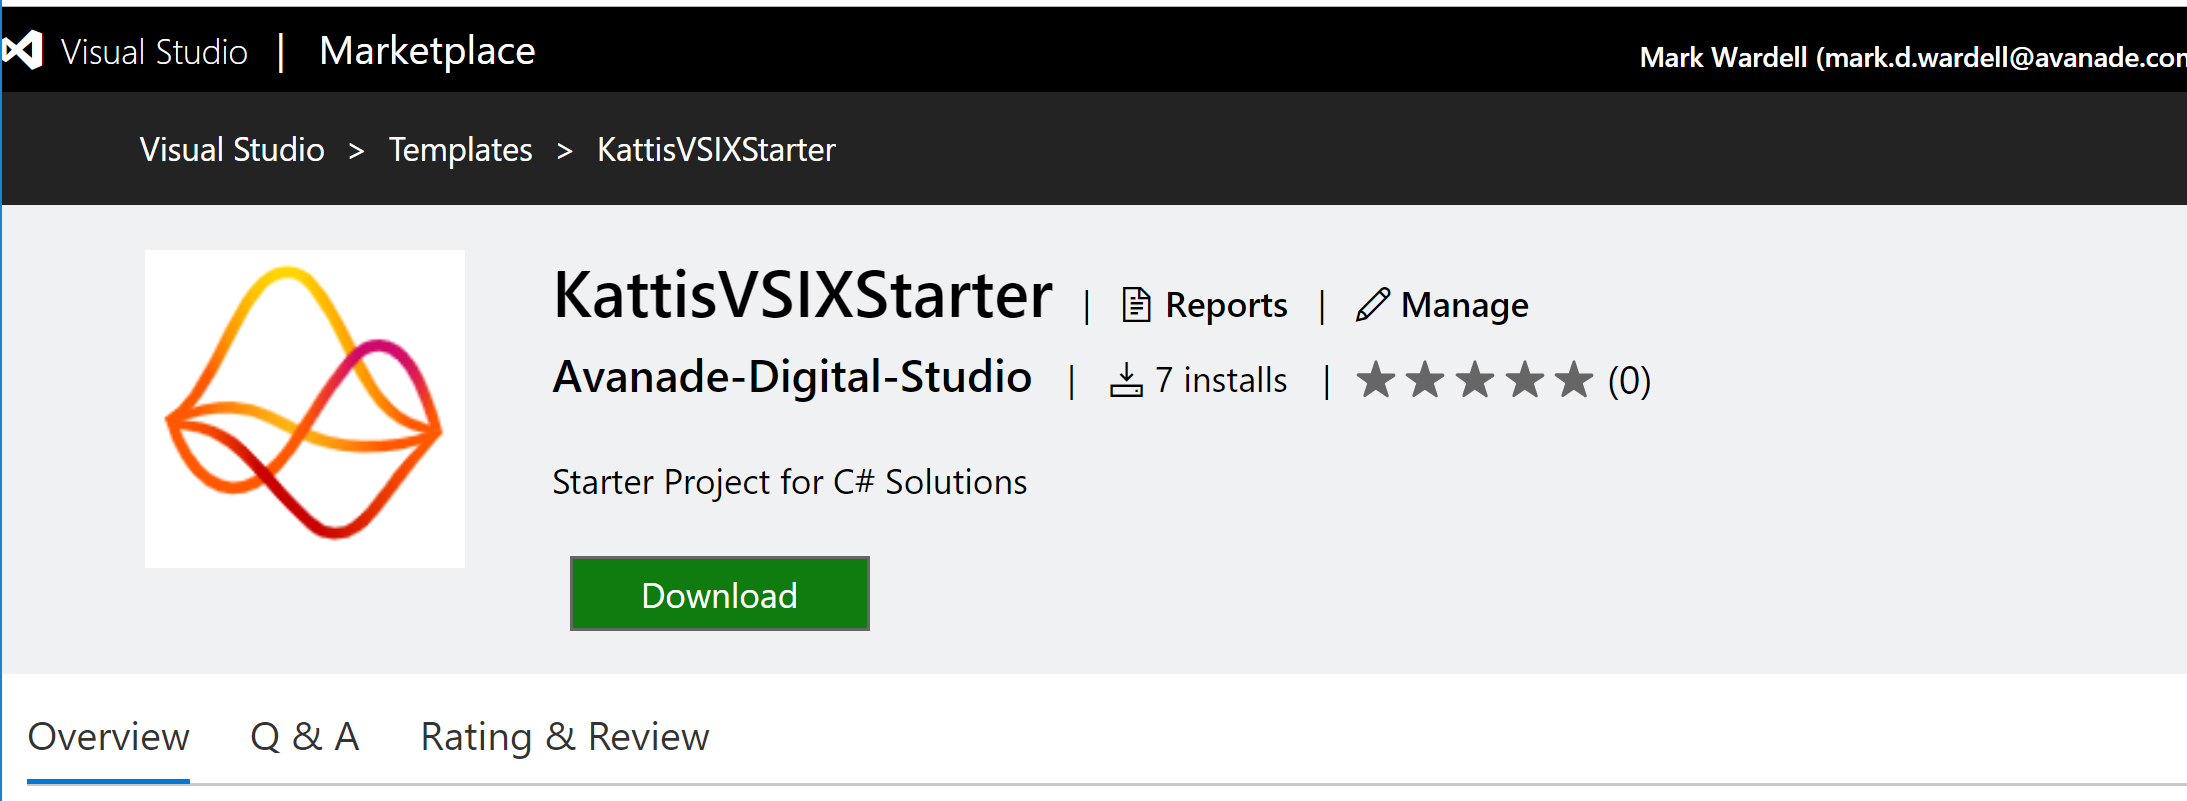 Visual Studio | Marketplace
Mark Wardell (mark.d.wardell@avanade.com
Visual Studio > Templates > KattisVSIXStarter
KattisVSIXStarter | Reports | Manage
Avanade-Digital-Studio | 7 installs | (0)
Starter Project for C# Solutions
Download
Overview Q & A Rating & Review